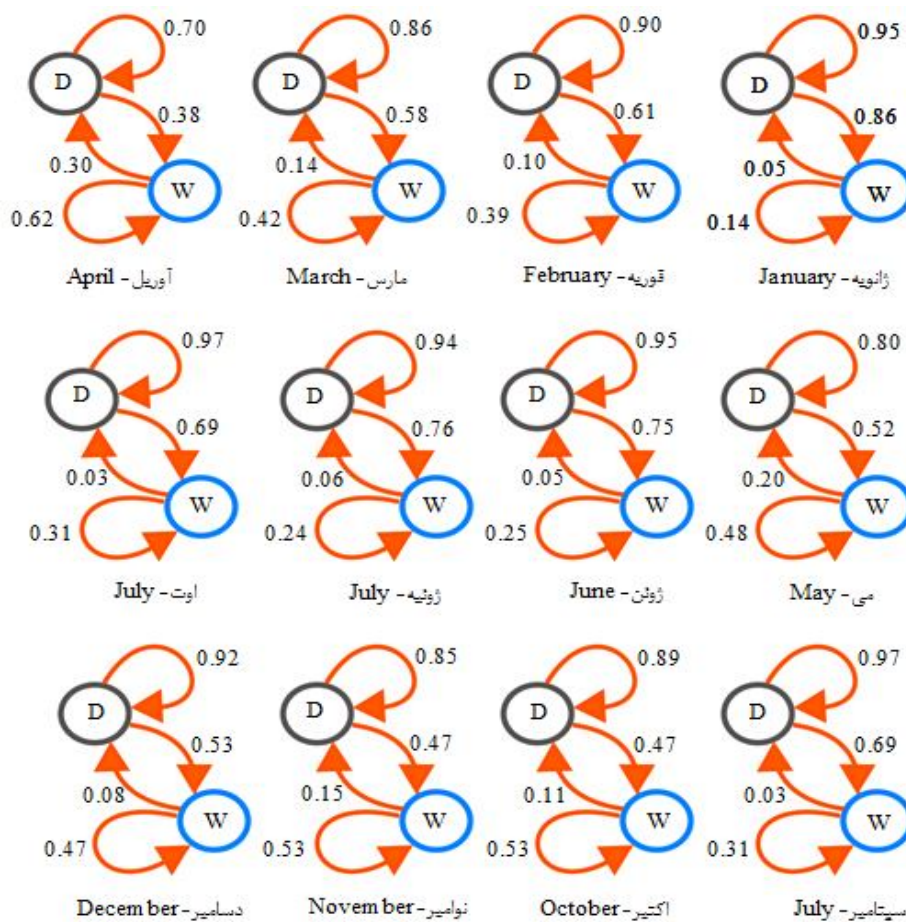 0.70 0.86 0.90 0.95
D D D D
0.38 0.58 0.61 0.86
0.30 0.14 0.10 0.05
W W W W
0.62 0.42 0.39 0.14
April - آوریل
March - مارس
February - قوریه
January - ژانویه
0.97 0.94 0.95 0.80
D D D D
0.69 0.76 0.75 0.52
0.03 0.06 0.05 0.20
W W W W
0.31 0.24 0.25 0.48
July - اوت
July - ژوئیه
June - ژوئن
May - می
0.92 0.85 0.89 0.97
D D D D
0.53 0.47 0.47 0.69
0.08 0.15 0.11 0.03
W W W W
0.47 0.53 0.53 0.31
December - دسامبر
November - نوامبر
October - اکتبر
July - سپتامبر